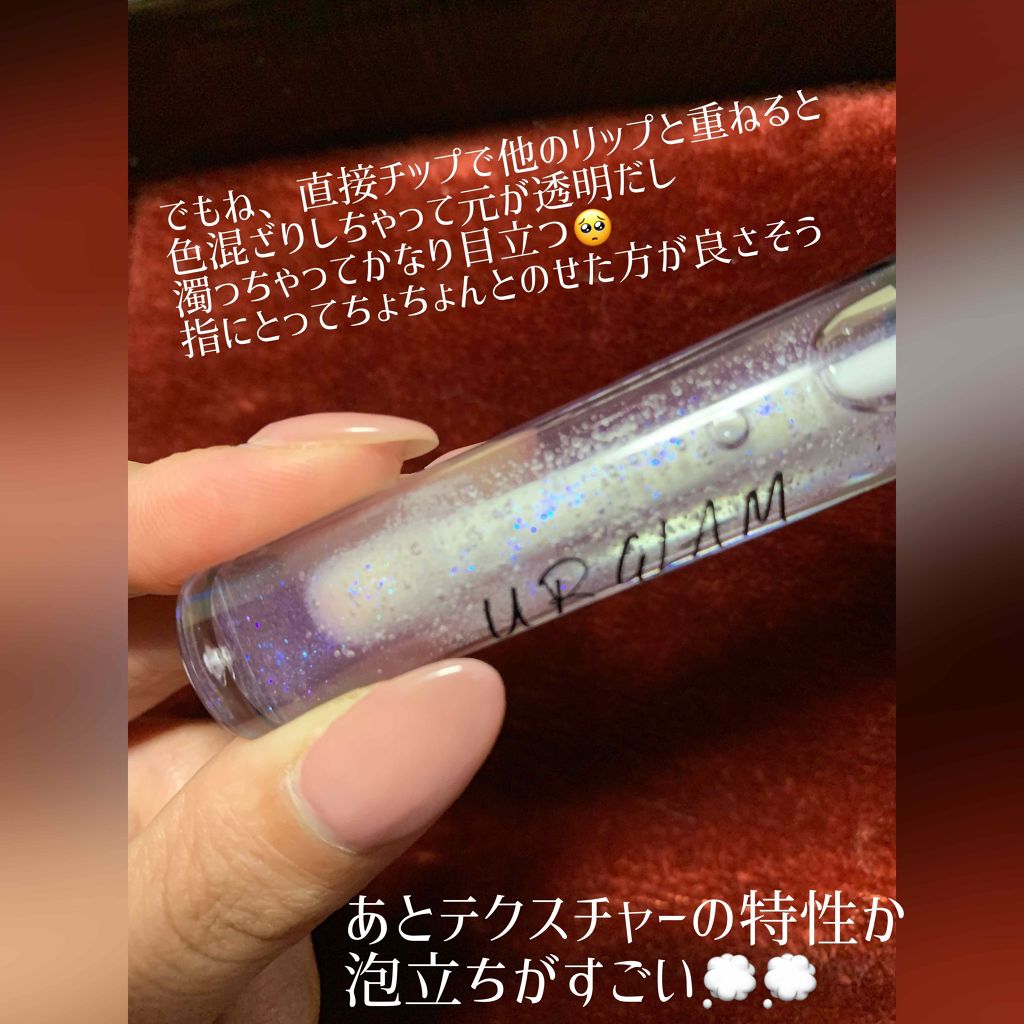 でもね、直接チップで他のリップと重ねると
色混ざりしちゃって元が透明だし
濁っちゃってかなり目立つ🥺
指にとってちょちょんとのせた方が良さそう
UR GLAM
あとテクスチャーの特性か
泡立ちがすごい💭💭